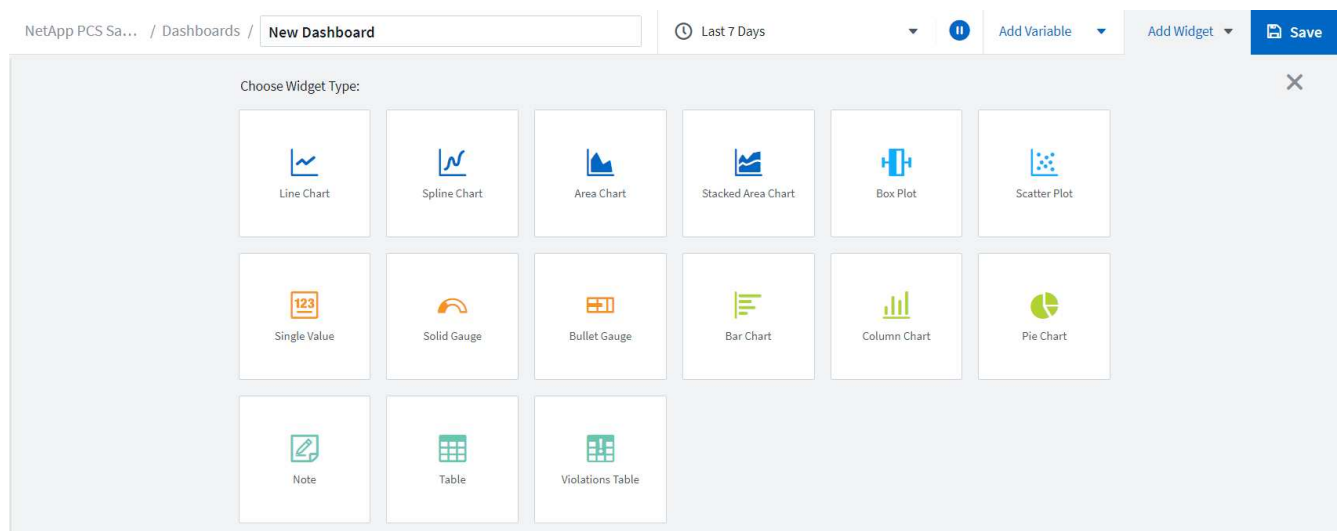 NetApp PCS Sa... / Dashboards / New Dashboard Last 7 Days Add Variable Add Widget Save
Choose Widget Type:
Line Chart Spline Chart Area Chart Stacked Area Chart Box Plot Scatter Plot
123
Single Value Solid Gauge Bullet Gauge Bar Chart Column Chart Pie Chart
Note Table Violations Table